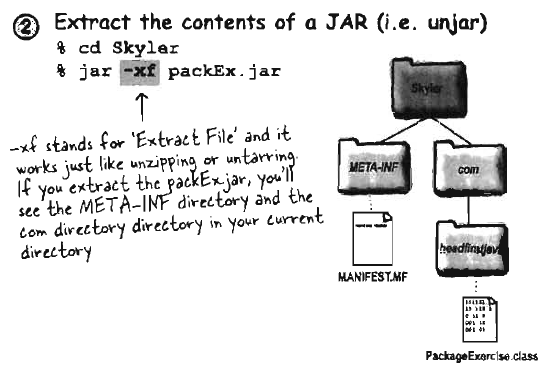 ② Extract the contents of a JAR (i.e. unjar)
% cd Skyler
% jar -xf packEx.jar
-xf stands for 'Extract File' and it
works just like unzipping or untarring.
If you extract the packEx.jar, you'll
see the META-INF directory and the
com directory directory in your current
directory
Skyler
META-INF
com
MANIFEST.MF
headfirstjava
PackageExercise.class